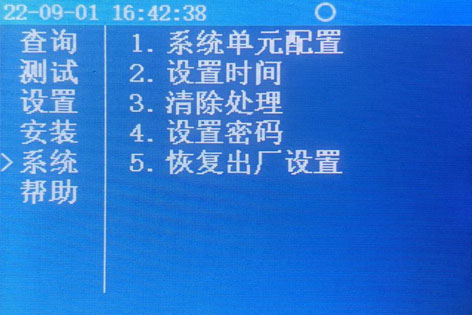 22-09-01 16:42:38
查询
测试
设置
安装
>系统
帮助
1. 系统单元配置
2. 设置时间
3. 清除处理
4. 设置密码
5. 恢复出厂设置